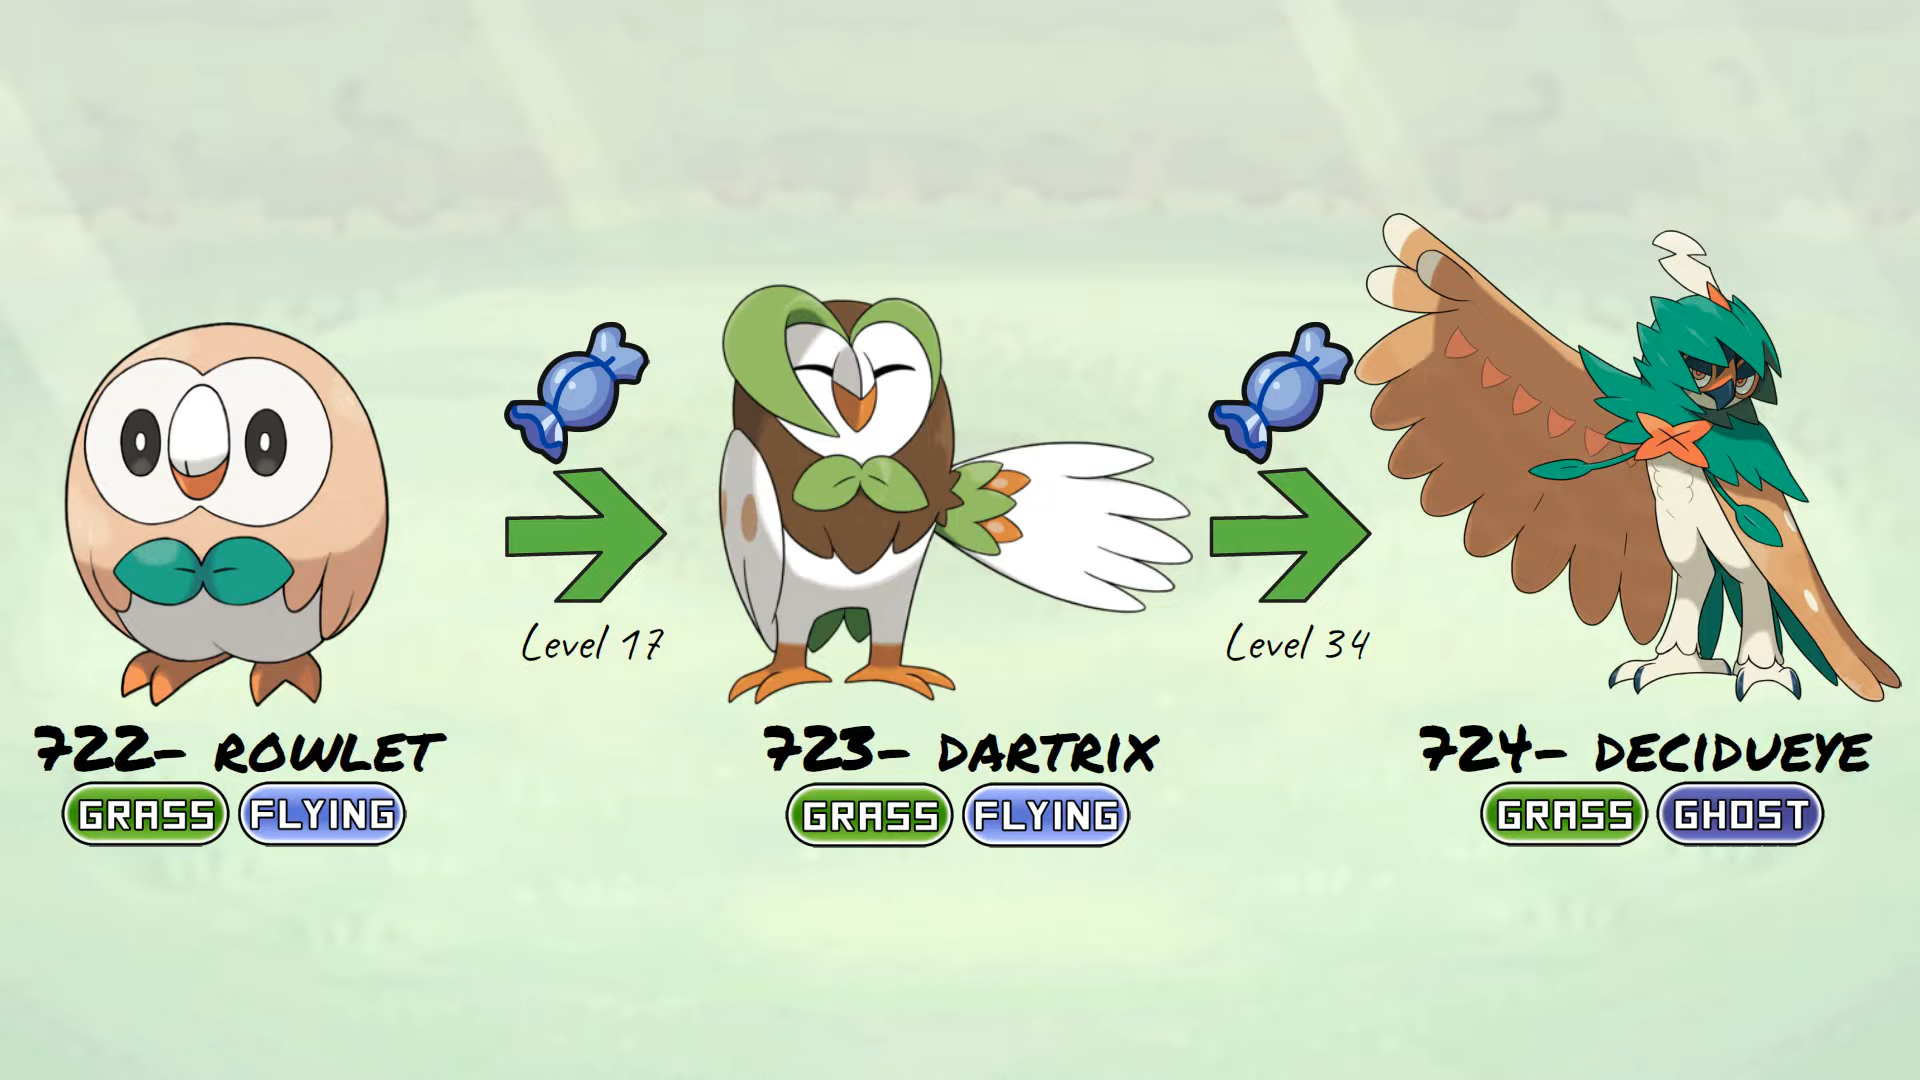 Level 17
Level 34
722- ROWLET
723- DARTRIX
724- DECIDUEYE
GRASS FLYING
GRASS FLYING
GRASS GHOST